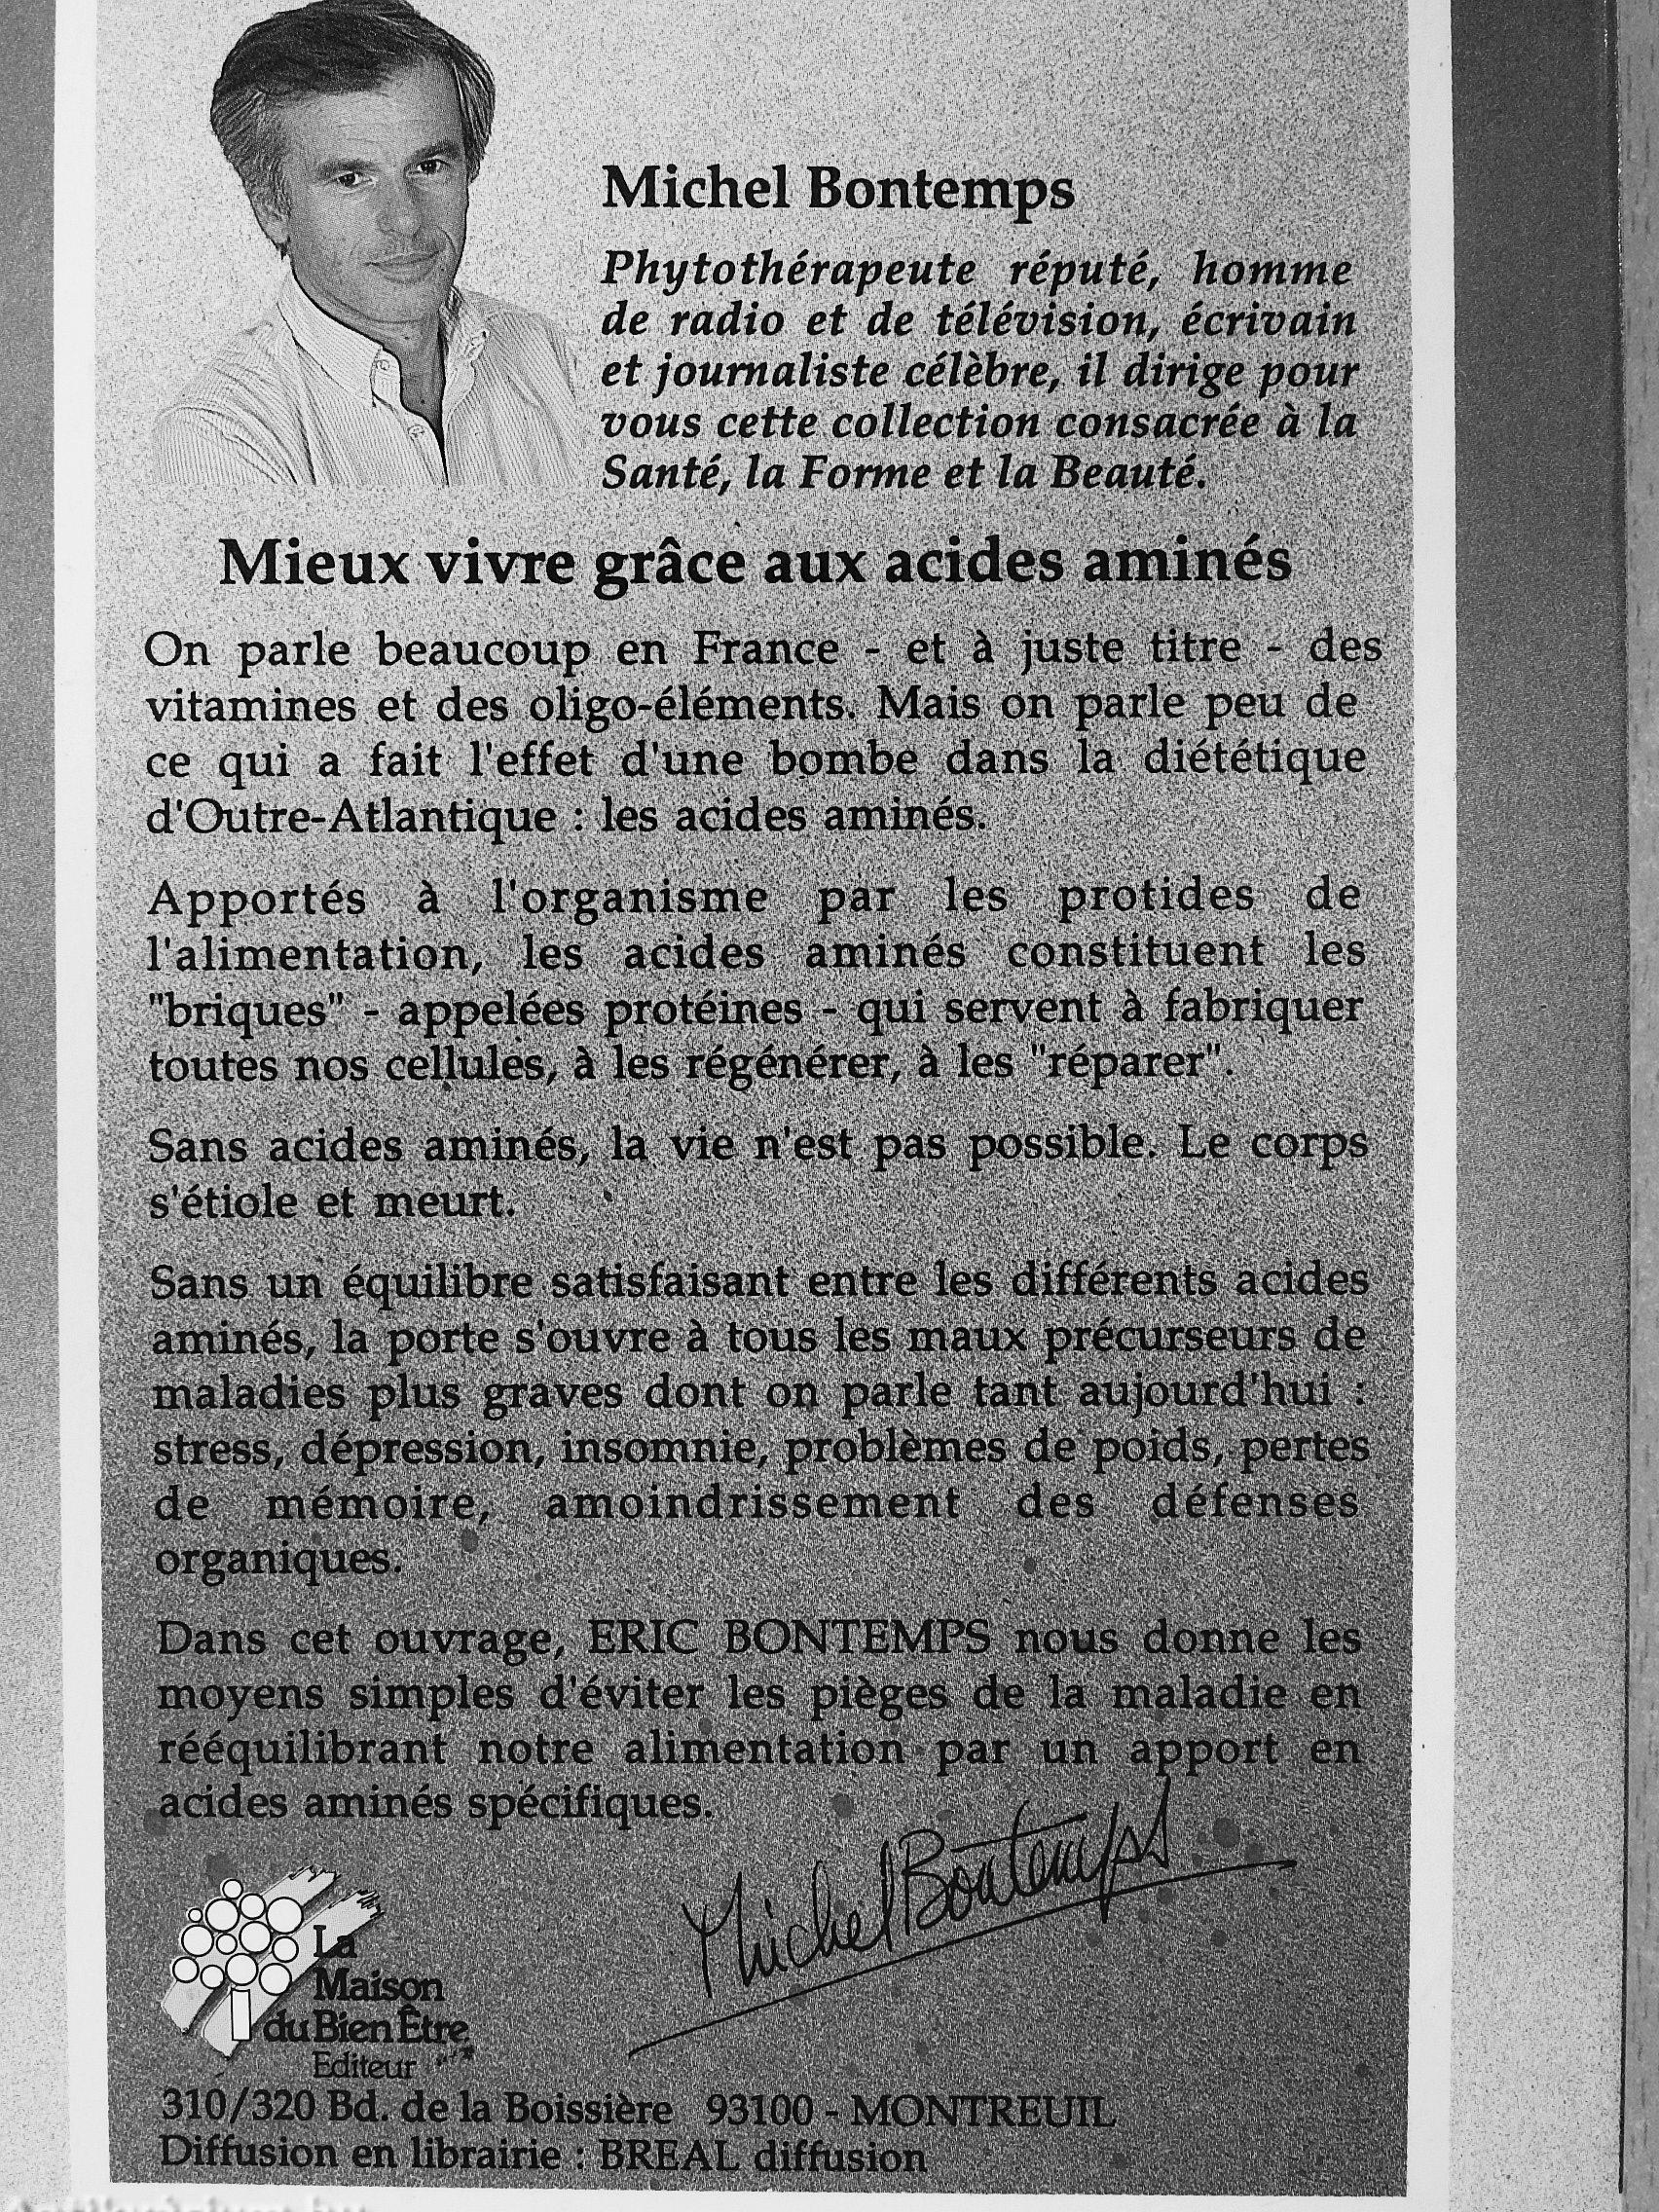 Michel Bontemps
Phytothérapeute réputé, homme
de radio et de télévision, écrivain
et journaliste célèbre, il dirige pour
vous cette collection consacrée à la
Santé, la Forme et la Beauté.
Mieux vivre grâce aux acides aminés
On parle beaucoup en France - et à juste titre - des
vitamines et des oligo-éléments. Mais on parle peu de
ce qui a fait l'effet d'une bombe dans la diététique
d'Outre-Atlantique : les acides aminés.
Apportés à l'organisme par les protides de
l'alimentation, les acides aminés constituent les
"briques" - appelées protéines - qui servent à fabriquer
toutes nos cellules, à les régénérer, à les "réparer".
Sans acides aminés, la vie n'est pas possible. Le corps
s'étiole et meurt.
Sans un équilibre satisfaisant entre les différents acides
aminés, la porte s'ouvre à tous les maux précurseurs de
maladies plus graves dont on parle tant aujourd'hui :
stress, dépression, insomnie, problèmes de poids, pertes
de mémoire, amoindrissement des défenses
organiques.
Dans cet ouvrage, ERIC BONTEMPS nous donne les
moyens simples d'éviter les pièges de la maladie en
rééquilibrant notre alimentation par un apport en
acides aminés spécifiques.
Michel Bontemps
La
Maison
du Bien Être
Editeur
310/320 Bd. de la Boissière 93100 - MONTREUIL
Diffusion en librairie : BREAL diffusion